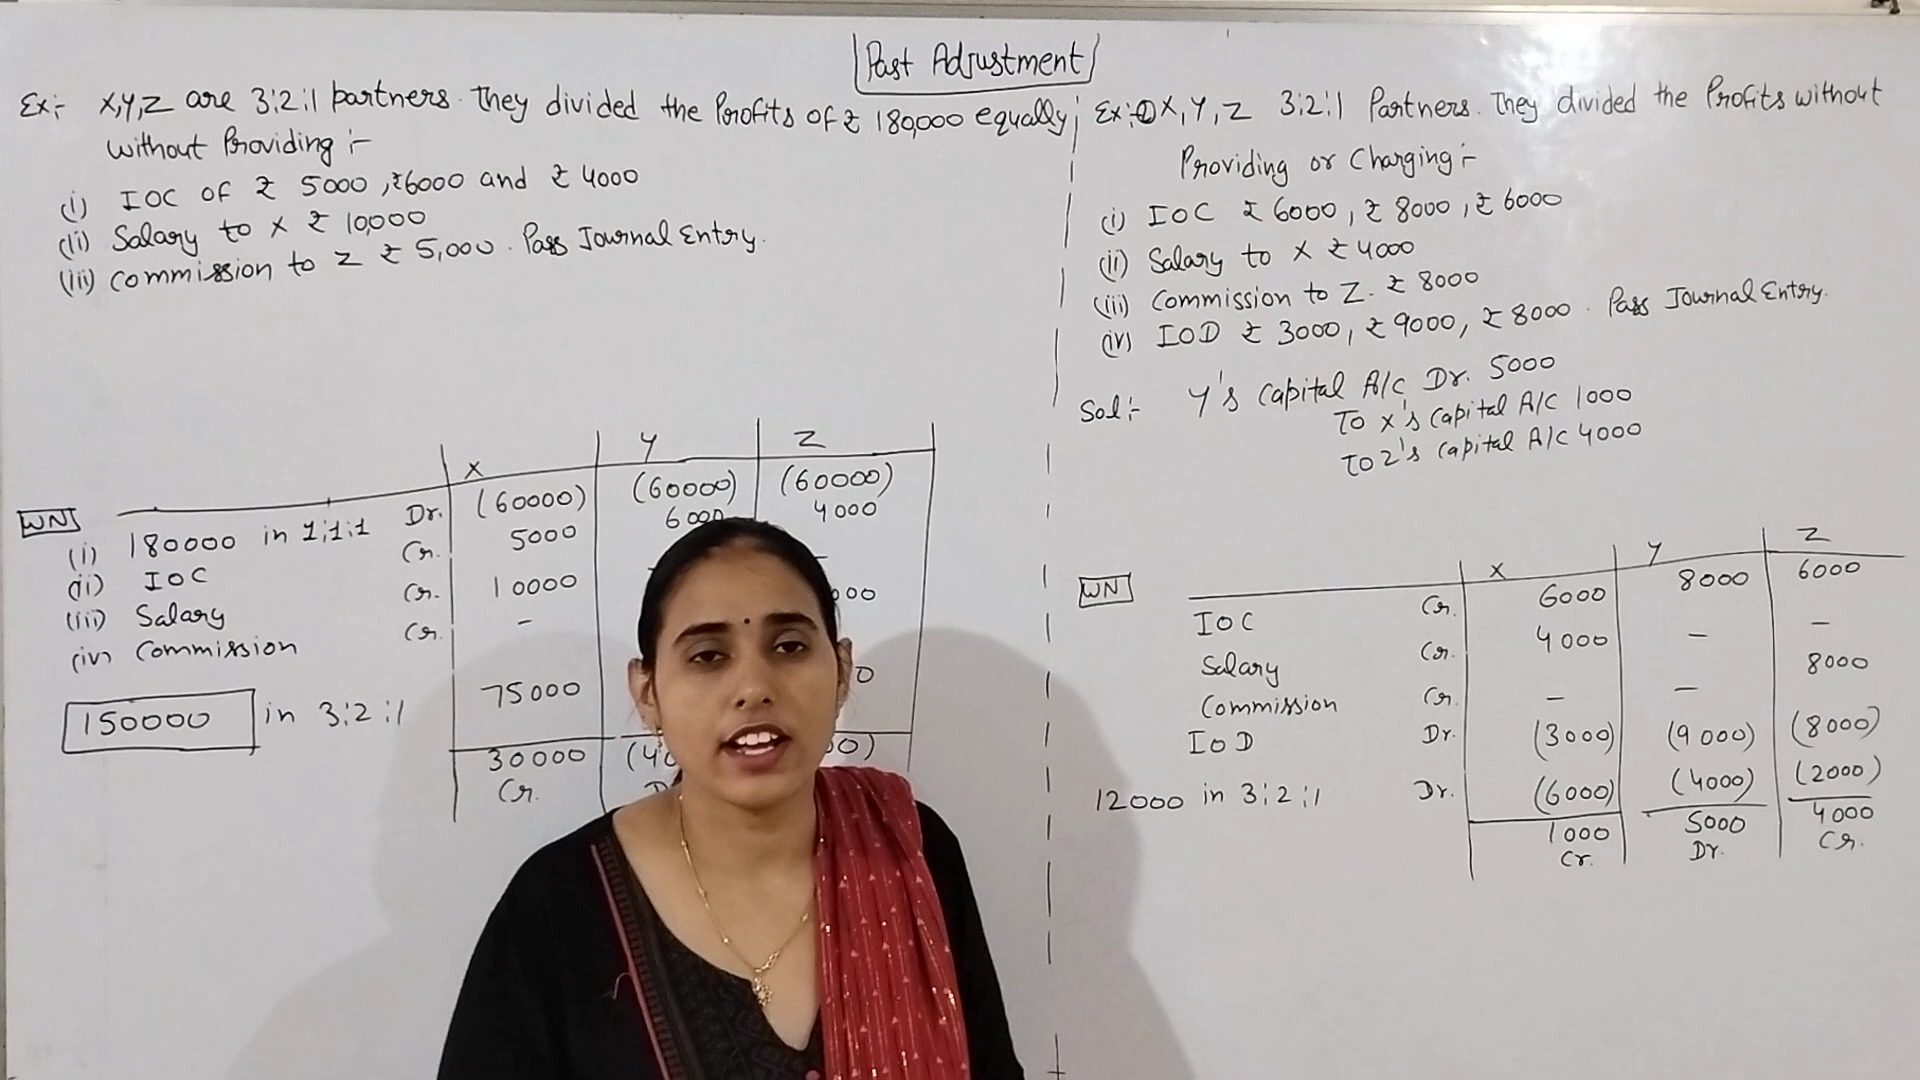 Past Adjustment
Ex:- X,Y,Z are 3:2:1 partners. They divided the Profits of ₹ 180,000 equally
without Providing :-
(i) IOC of ₹ 5000, ₹6000 and ₹ 4000
(ii) Salary to X ₹ 10,000
(iii) Commission to Z ₹ 5,000. Pass Journal Entry.
X Y Z
WN
(i) 180000 in 1:1:1 Dr. (60000) (60000) (60000)
(ii) IOC Cr. 5000 6000 4000
(iii) Salary Cr. 10000 -
(iv) Commission Cr. -
150000 in 3:2:1 75000
30000
Cr.
Ex:- X, Y, Z 3:2:1 Partners. They divided the Profits without
Providing or Charging :-
(i) IOC ₹ 6000, ₹ 8000, ₹ 6000
(ii) Salary to X ₹ 4000
(iii) Commission to Z. ₹ 8000
(iv) IOD ₹ 3000, ₹ 9000, ₹ 8000. Pass Journal Entry.
Sol:- Y's Capital A/C Dr. 5000
To X's Capital A/C 1000
To Z's Capital A/C 4000
WN X Y Z
IOC Cr. 6000 8000 6000
Salary Cr. 4000 - -
Commission Cr. - - 8000
IOD Dr. (3000) (9000) (8000)
12000 in 3:2:1 Dr. (6000) (4000) (2000)
1000 5000 4000
Cr. Dr. Cr.